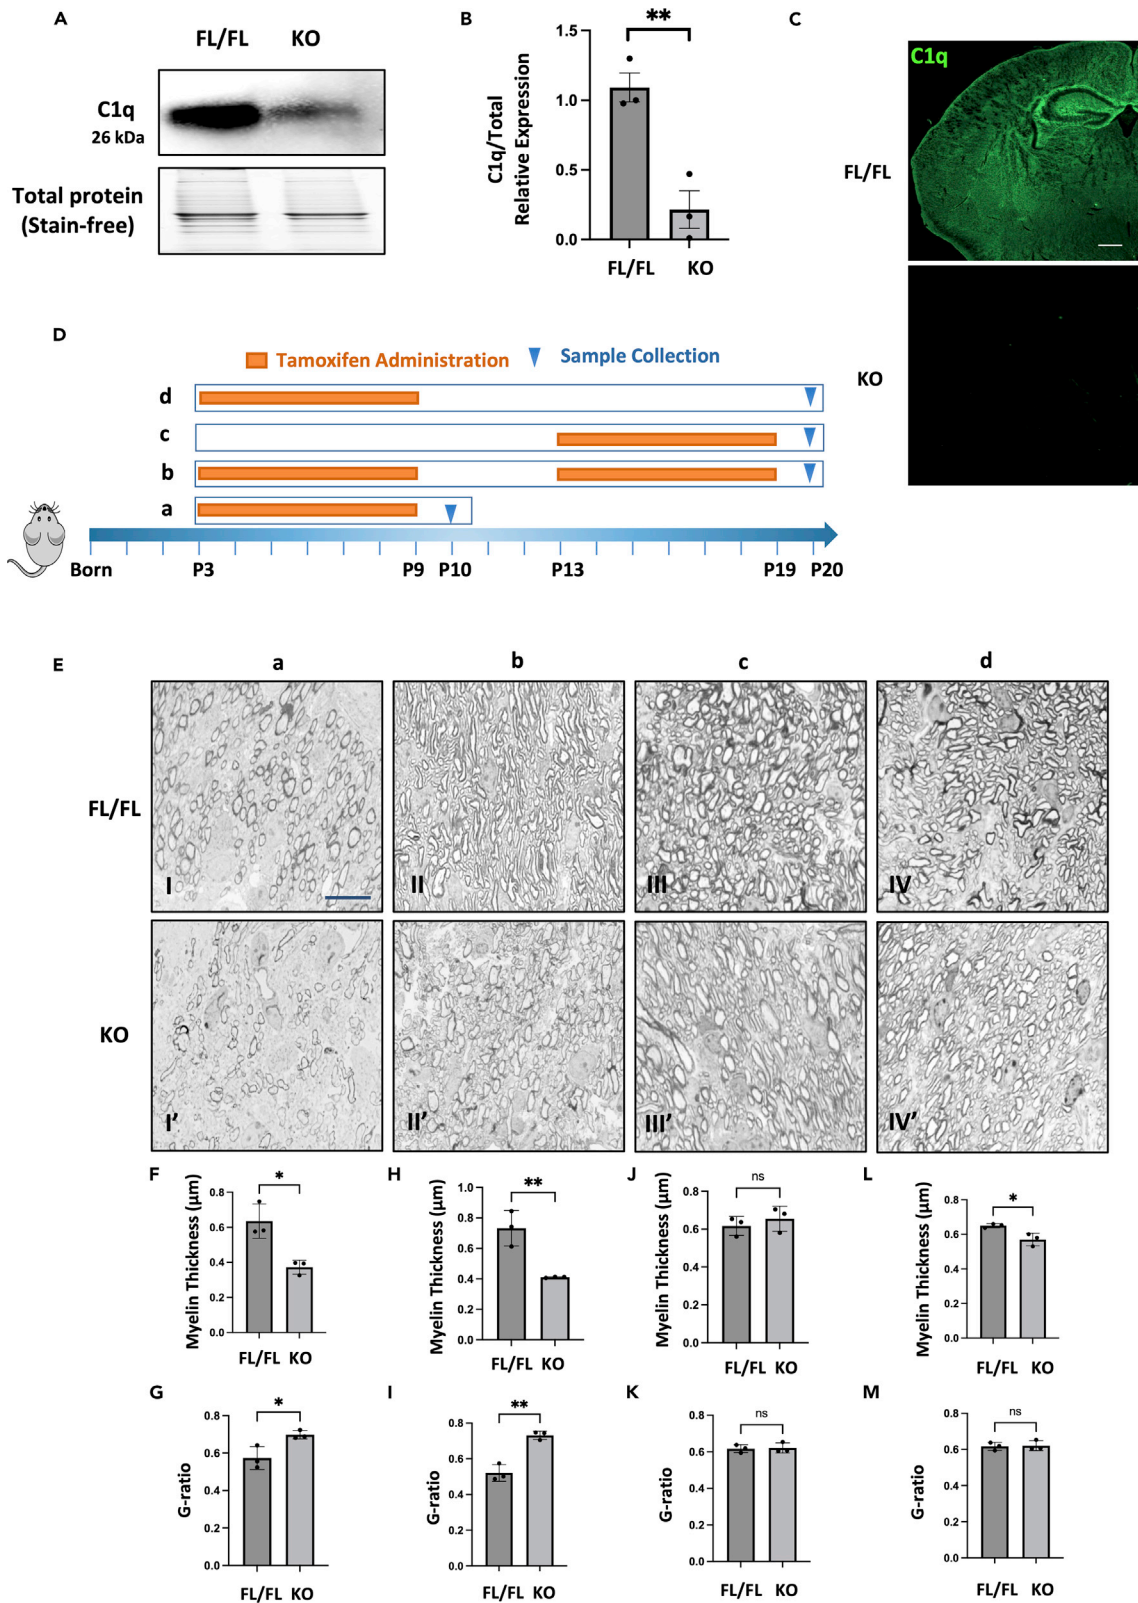 A
FL/FL KO
C1q
26 kDa
Total protein
(Stain-free)
B
**
C1q/Total
Relative Expression
1.5
1.0
0.5
0.0
FL/FL KO
C
C1q
FL/FL
KO
D
Tamoxifen Administration Sample Collection
d
c
b
a
Born P3 P9 P10 P13 P19 P20
E
a b c d
FL/FL
I II III IV
KO
I' II' III' IV'
F
*
Myelin Thickness (µm)
0.8
0.6
0.4
0.2
0.0
FL/FL KO
H
**
Myelin Thickness (µm)
1.0
0.8
0.6
0.4
0.2
0.0
FL/FL KO
J
ns
Myelin Thickness (µm)
0.8
0.6
0.4
0.2
0.0
FL/FL KO
L
*
Myelin Thickness (µm)
0.8
0.6
0.4
0.2
0.0
FL/FL KO
G
*
G-ratio
0.8
0.6
0.4
0.2
0.0
FL/FL KO
I
**
G-ratio
0.8
0.6
0.4
0.2
0.0
FL/FL KO
K
ns
G-ratio
0.8
0.6
0.4
0.2
0.0
FL/FL KO
M
ns
G-ratio
0.8
0.6
0.4
0.2
0.0
FL/FL KO